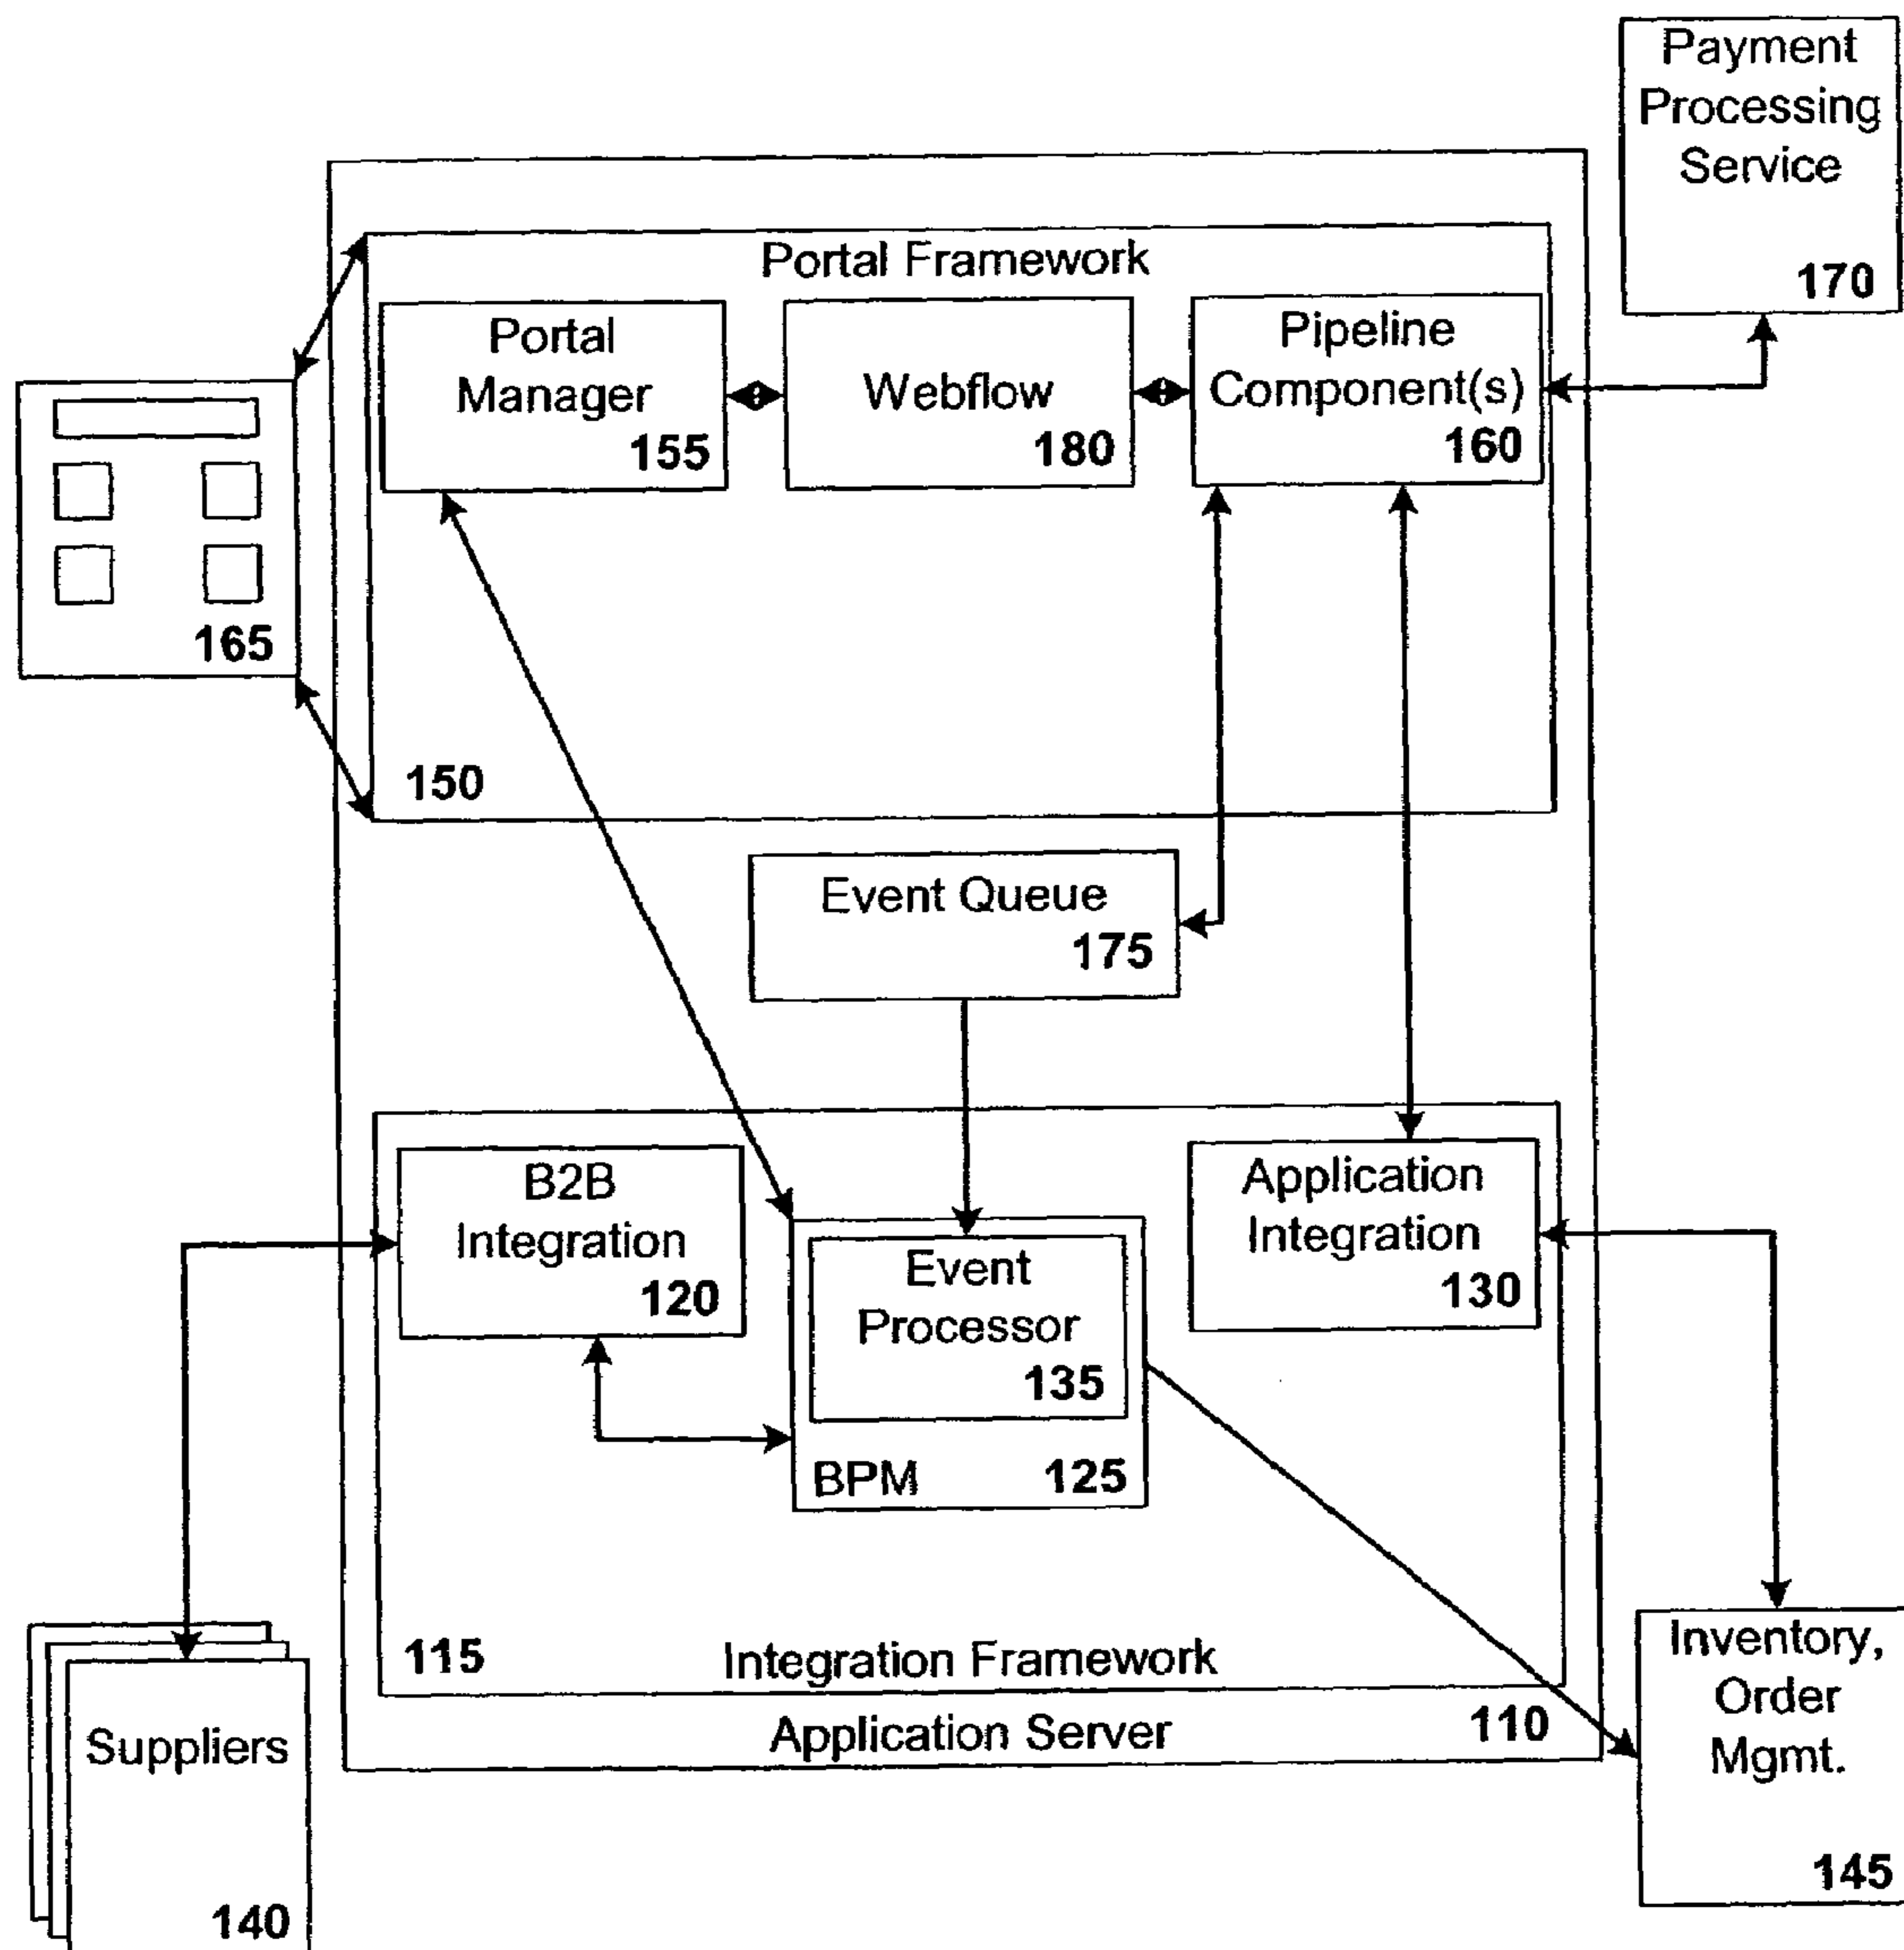 Payment
Processing
Service
170
Portal Framework
Portal
Manager
155
Webflow
180
Pipeline
Component(s)
160
165
150
Event Queue
175
B2B
Integration
120
Event
Processor
135
BPM 125
Application
Integration
130
115 Integration Framework
Application Server 110
Suppliers
140
Inventory,
Order
Mgmt.
145